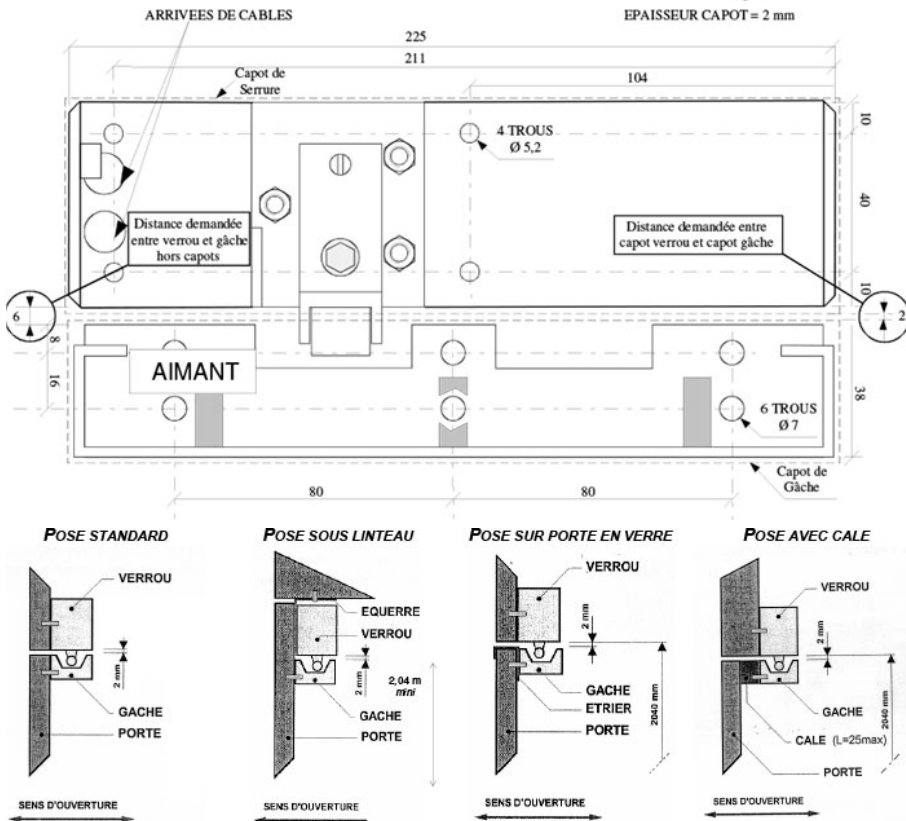 ARRIVEES DE CABLES
EPAISSEUR CAPOT = 2 mm
225
211
104
Capot de
Serrure
4 TROUS
Ø 5,2
10
40
10
Distance demandée
entre verrou et gâche
hors capots
Distance demandée entre
capot verrou et capot gâche
6
2
8
16
AIMANT
38
6 TROUS
Ø 7
Capot de
Gâche
80
80
POSE STANDARD
VERROU
2 mm
GACHE
PORTE
SENS D'OUVERTURE
POSE SOUS LINTEAU
EQUERRE
VERROU
2 mm
2,04 m
mini
GACHE
PORTE
SENS D'OUVERTURE
POSE SUR PORTE EN VERRE
VERROU
2 mm
GACHE
ETRIER
2040 mm
PORTE
SENS D'OUVERTURE
POSE AVEC CALE
VERROU
2 mm
GACHE
2040 mm
CALE (L=25max)
PORTE
SENS D'OUVERTURE